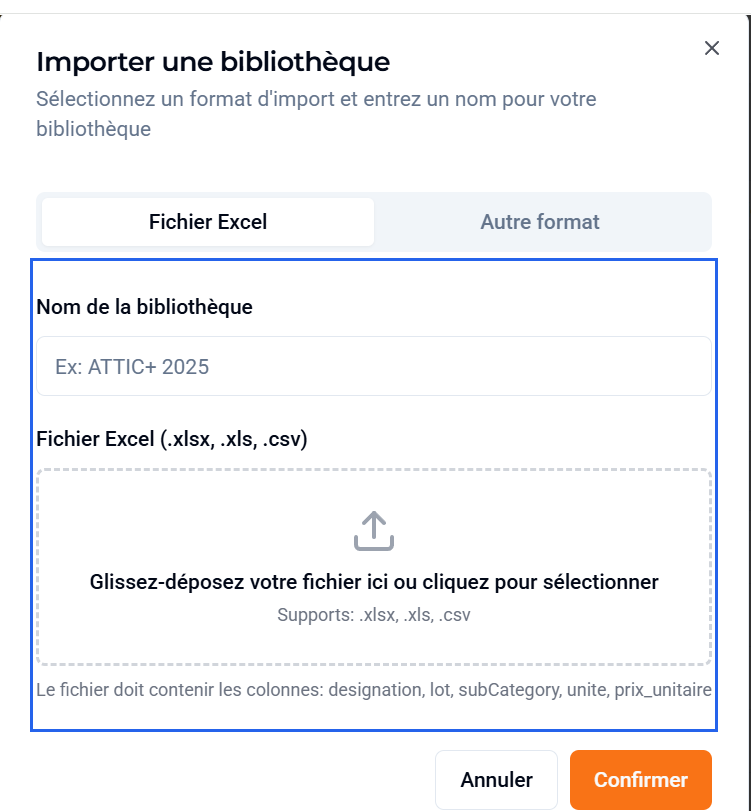 Importer une bibliothèque
Sélectionnez un format d'import et entrez un nom pour votre
bibliothèque
Fichier Excel
Autre format
Nom de la bibliothèque
Ex: ATTIC+ 2025
Fichier Excel (.xlsx, .xls, .csv)
Glissez-déposez votre fichier ici ou cliquez pour sélectionner
Supports: .xlsx, .xls, .csv
Le fichier doit contenir les colonnes: designation, lot, subCategory, unite, prix_unitaire
Annuler
Confirmer